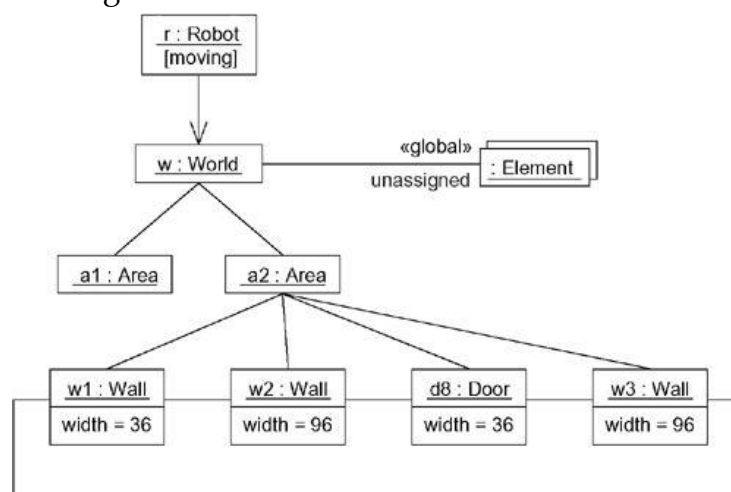 r : Robot
[moving]
«global»
w : World
unassigned
: Element
a1 : Area
a2 : Area
w1 : Wall
w2 : Wall
d8 : Door
w3 : Wall
width = 36
width = 96
width = 36
width = 96